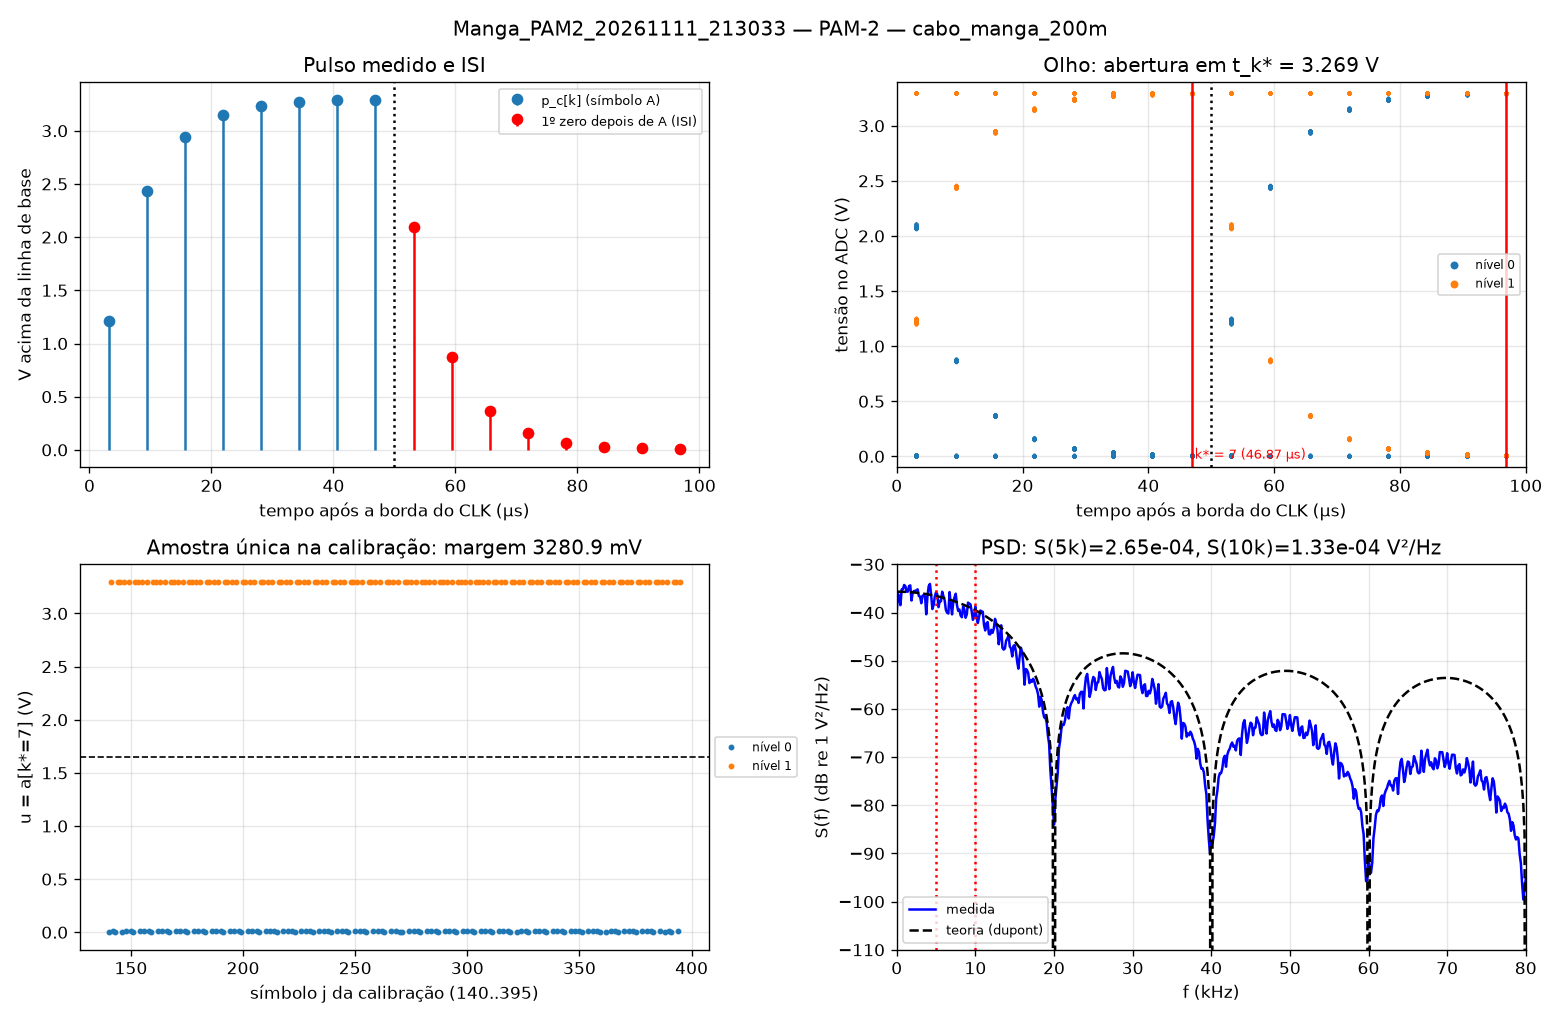 Manga_PAM2_20261111_213033 — PAM-2 — cabo_manga_200m
Pulso medido e ISI
V acima da linha de base
3.0
2.5
2.0
1.5
1.0
0.5
0.0
p_c[k] (símbolo A)
1º zero depois de A (ISI)
0 20 40 60 80 100
tempo após a borda do CLK (µs)
Olho: abertura em t_k* = 3.269 V
tensão no ADC (V)
3.0
2.5
2.0
1.5
1.0
0.5
0.0
nível 0
nível 1
k* = 7 (46.87 µs)
0 20 40 60 80 100
tempo após a borda do CLK (µs)
Amostra única na calibração: margem 3280.9 mV
u = a[k*=7] (V)
3.0
2.5
2.0
1.5
1.0
0.5
0.0
nível 0
nível 1
150 200 250 300 350 400
símbolo j da calibração (140..395)
PSD: S(5k)=2.65e-04, S(10k)=1.33e-04 V²/Hz
S(f) (dB re 1 V²/Hz)
−30
−40
−50
−60
−70
−80
−90
−100
−110
medida
teoria (dupont)
0 10 20 30 40 50 60 70 80
f (kHz)